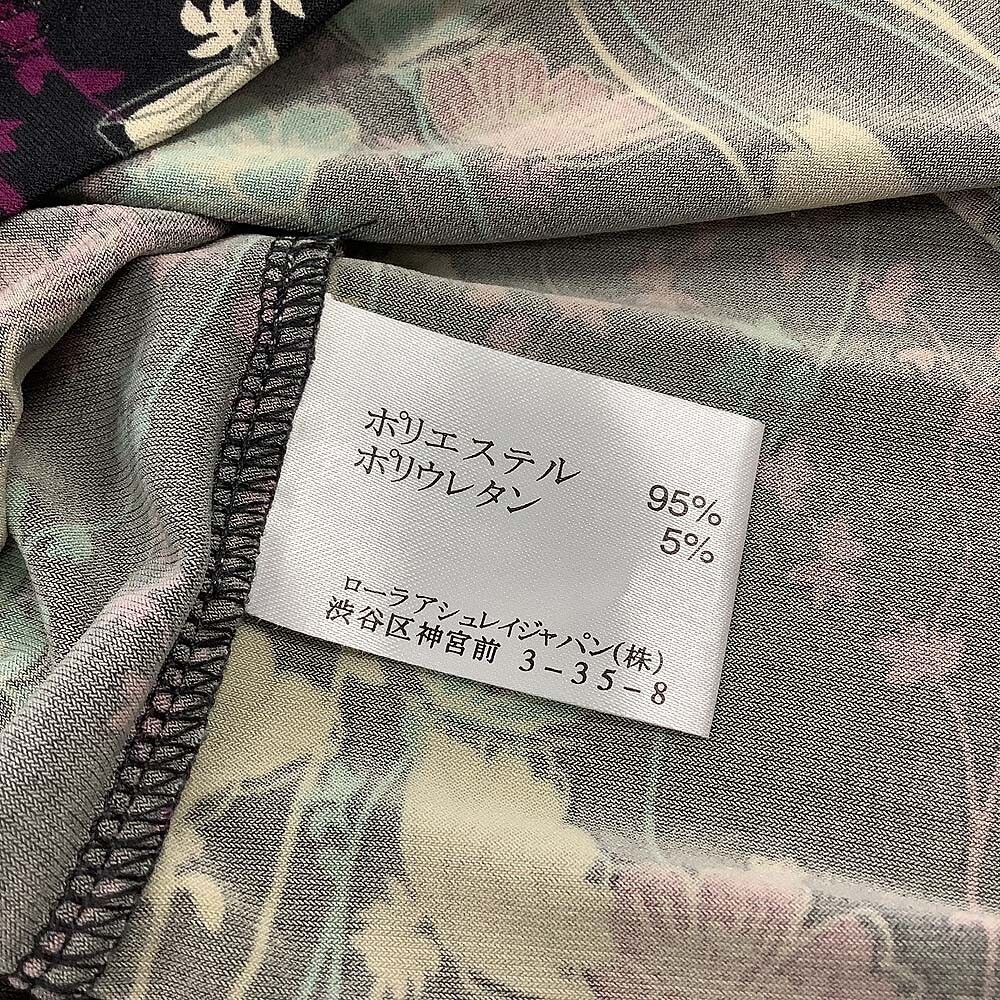 ポリエステル 95%
ポリウレタン 5%
ローラアシュレイジャパン(株)
渋谷区神宮前 3-35-8